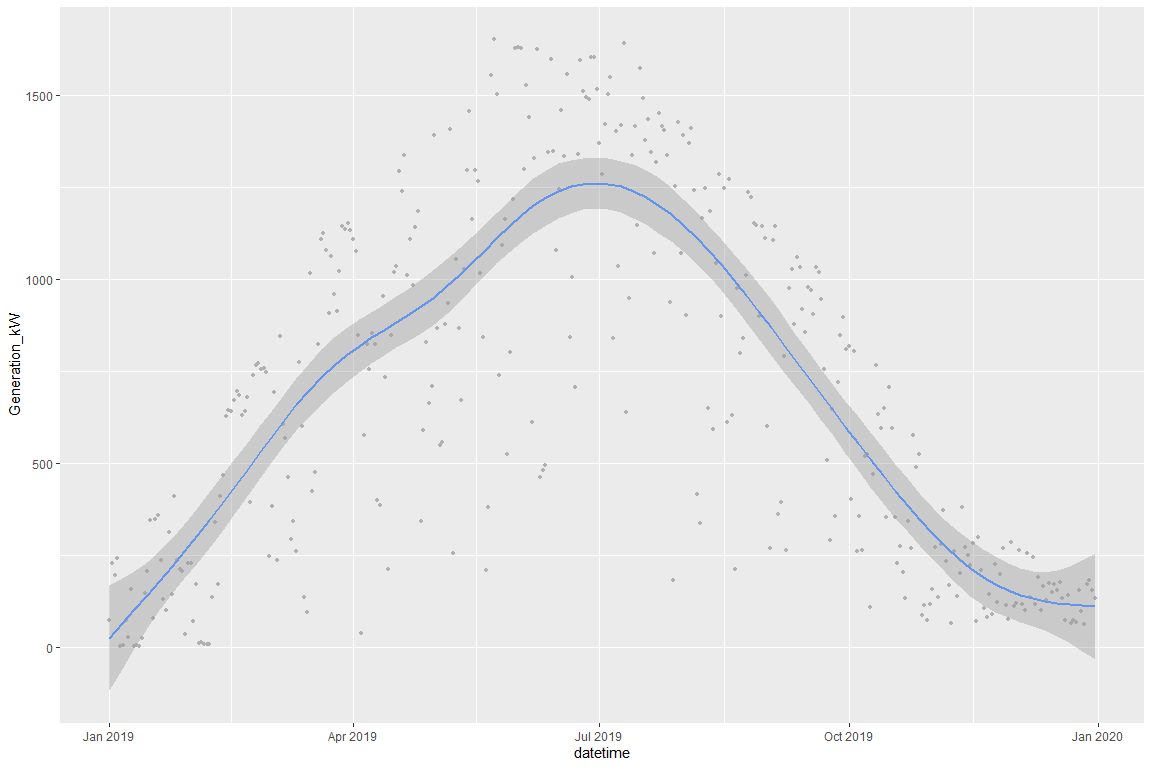 Generation_kW
1500
1000
500
0
Jan 2019
Apr 2019
Jul 2019
Oct 2019
Jan 2020
datetime